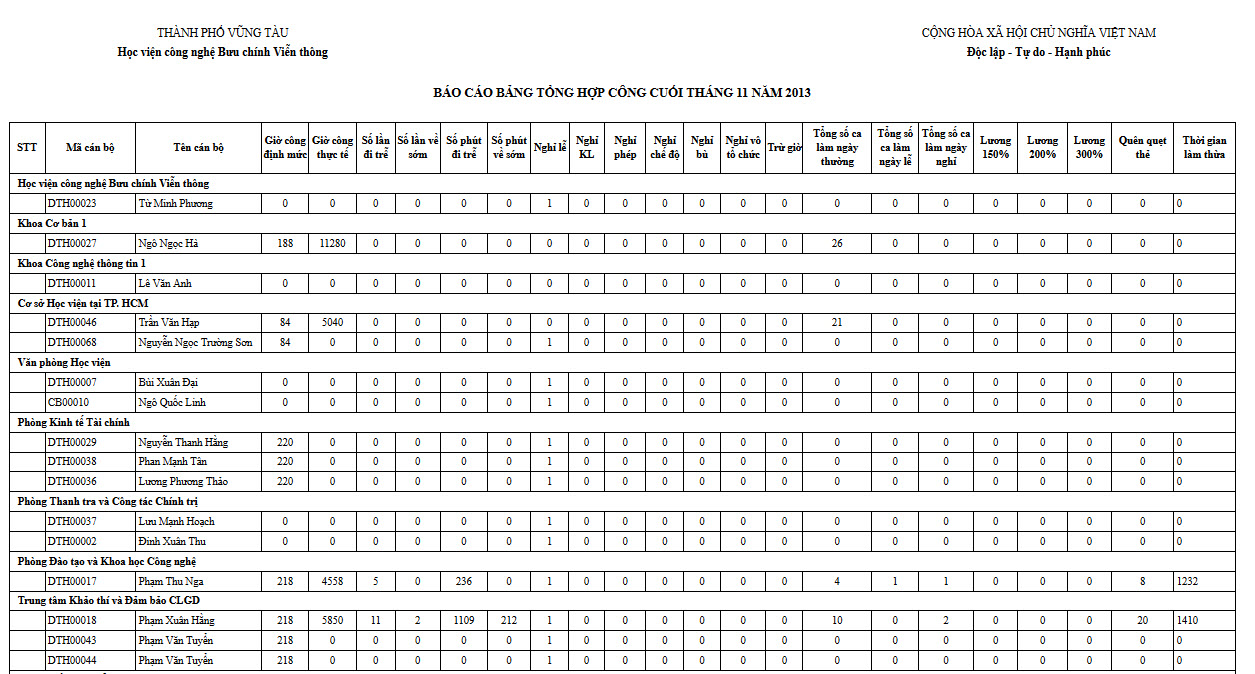 THÀNH PHỐ VŨNG TÀU CỘNG HÒA XÃ HỘI CHỦ NGHĨA VIỆT NAM
Học viện công nghệ Bưu chính Viễn thông Độc lập - Tự do - Hạnh phúc
BÁO CÁO BẢNG TỔNG HỢP CÔNG CUỐI THÁNG 11 NĂM 2013
STT Mã cán bộ Tên cán bộ Giờ công định mức Giờ công thực tế Số lần đi trễ Số lần về sớm Số phút đi trễ Số phút về sớm Nghỉ lễ Nghỉ KL Nghỉ phép Nghỉ chế độ Nghỉ bù Nghỉ vô tổ chức Trừ giờ Tổng số ca làm ngày thường Tổng số ca làm ngày lễ Tổng số ca làm ngày nghỉ Lương 150% Lương 200% Lương 300% Quên quẹt thẻ Thời gian làm thừa
Học viện công nghệ Bưu chính Viễn thông
DTH00023 Từ Minh Phương 0 0 0 0 0 0 1 0 0 0 0 0 0 0 0 0 0 0 0 0 0
Khoa Cơ bản 1
DTH00027 Ngô Ngọc Hà 188 11280 0 0 0 0 0 0 0 0 0 0 0 26 0 0 0 0 0 0 0
Khoa Công nghệ thông tin 1
DTH00011 Lê Văn Anh 0 0 0 0 0 0 0 0 0 0 0 0 0 0 0 0 0 0 0 0 0
Cơ sở Học viện tại TP. HCM
DTH00046 Trần Văn Hạp 84 5040 0 0 0 0 0 0 0 0 0 0 0 21 0 0 0 0 0 0 0
DTH00068 Nguyễn Ngọc Trường Sơn 84 0 0 0 0 0 1 0 0 0 0 0 0 0 0 0 0 0 0 0 0
Văn phòng Học viện
DTH00007 Bùi Xuân Đại 0 0 0 0 0 0 1 0 0 0 0 0 0 0 0 0 0 0 0 0 0
CB00010 Ngô Quốc Linh 0 0 0 0 0 0 1 0 0 0 0 0 0 0 0 0 0 0 0 0 0
Phòng Kinh tế Tài chính
DTH00029 Nguyễn Thanh Hằng 220 0 0 0 0 0 1 0 0 0 0 0 0 0 0 0 0 0 0 0 0
DTH00038 Phan Mạnh Tân 220 0 0 0 0 0 1 0 0 0 0 0 0 0 0 0 0 0 0 0 0
DTH00036 Lương Phương Thảo 220 0 0 0 0 0 1 0 0 0 0 0 0 0 0 0 0 0 0 0 0
Phòng Thanh tra và Công tác Chính trị
DTH00037 Lưu Mạnh Hoạch 0 0 0 0 0 0 1 0 0 0 0 0 0 0 0 0 0 0 0 0 0
DTH00002 Đinh Xuân Thu 0 0 0 0 0 0 1 0 0 0 0 0 0 0 0 0 0 0 0 0 0
Phòng Đào tạo và Khoa học Công nghệ
DTH00017 Phạm Thu Nga 218 4558 5 0 236 0 1 0 0 0 0 0 0 4 1 1 0 0 0 8 1232
Trung tâm Khảo thí và Đảm bảo CLGD
DTH00018 Phạm Xuân Hằng 218 5850 11 2 1109 212 1 0 0 0 0 0 0 10 0 2 0 0 0 20 1410
DTH00043 Phạm Văn Tuyến 218 0 0 0 0 0 1 0 0 0 0 0 0 0 0 0 0 0 0 0 0
DTH00044 Phạm Văn Tuyến 218 0 0 0 0 0 1 0 0 0 0 0 0 0 0 0 0 0 0 0 0